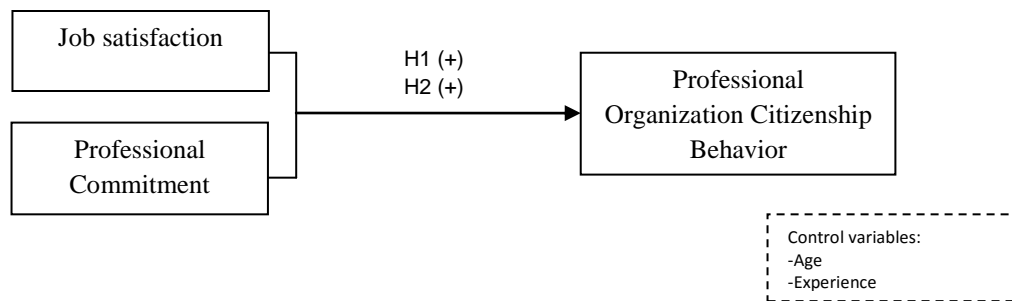 Job satisfaction
H1 (+)
H2 (+)
Professional
Organization Citizenship
Behavior
Professional
Commitment
Control variables:
-Age
-Experience